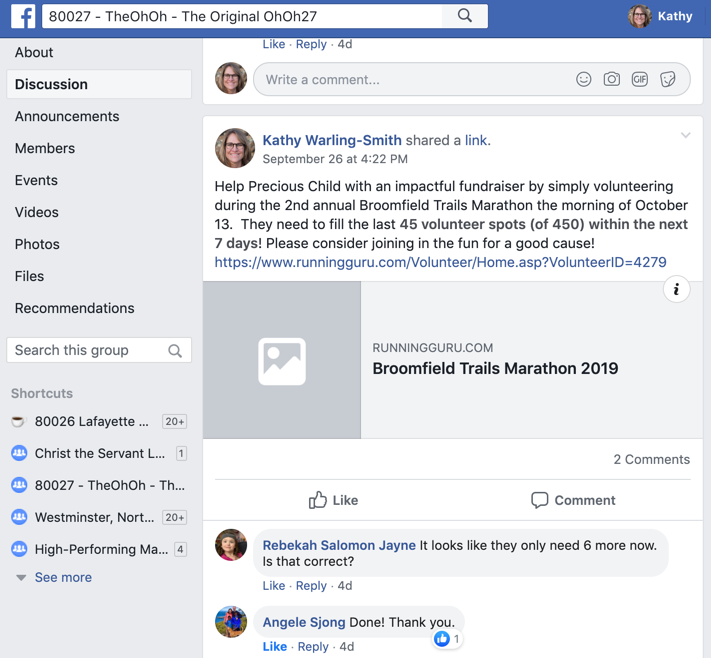 80027 - TheOhOh - The Original OhOh27
Kathy
About
Discussion
Announcements
Members
Events
Videos
Photos
Files
Recommendations
Search this group
Shortcuts
80026 Lafayette ... 20+
Christ the Servant L... 1
80027 - TheOhOh - Th...
Westminster, Nort... 20+
High-Performing Ma... 4
See more
Like · Reply · 4d
Write a comment...
GIF
Kathy Warling-Smith shared a link.
September 26 at 4:22 PM
Help Precious Child with an impactful fundraiser by simply volunteering
during the 2nd annual Broomfield Trails Marathon the morning of October
13. They need to fill the last 45 volunteer spots (of 450) within the next
7 days! Please consider joining in the fun for a good cause!
https://www.runningguru.com/Volunteer/Home.asp?VolunteerID=4279
i
RUNNINGGURU.COM
Broomfield Trails Marathon 2019
2 Comments
Like
Comment
Rebekah Salomon Jayne It looks like they only need 6 more now.
Is that correct?
Like · Reply · 4d
Angele Sjong Done! Thank you.
1
Like · Reply · 4d